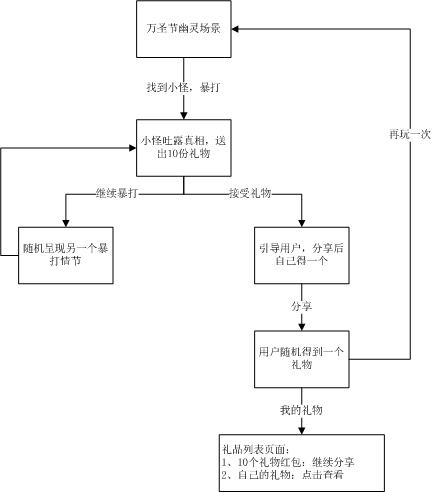 万圣节幽灵场景
找到小怪，暴打
再玩一次
小怪吐露真相，送
出10份礼物
继续暴打
接受礼物
随机呈现另一个暴
打情节
引导用户，分享后
自己得一个
分享
用户随机得到一个
礼物
我的礼物
礼品列表页面：
1、10个礼物红包：继续分享
2、自己的礼物：点击查看